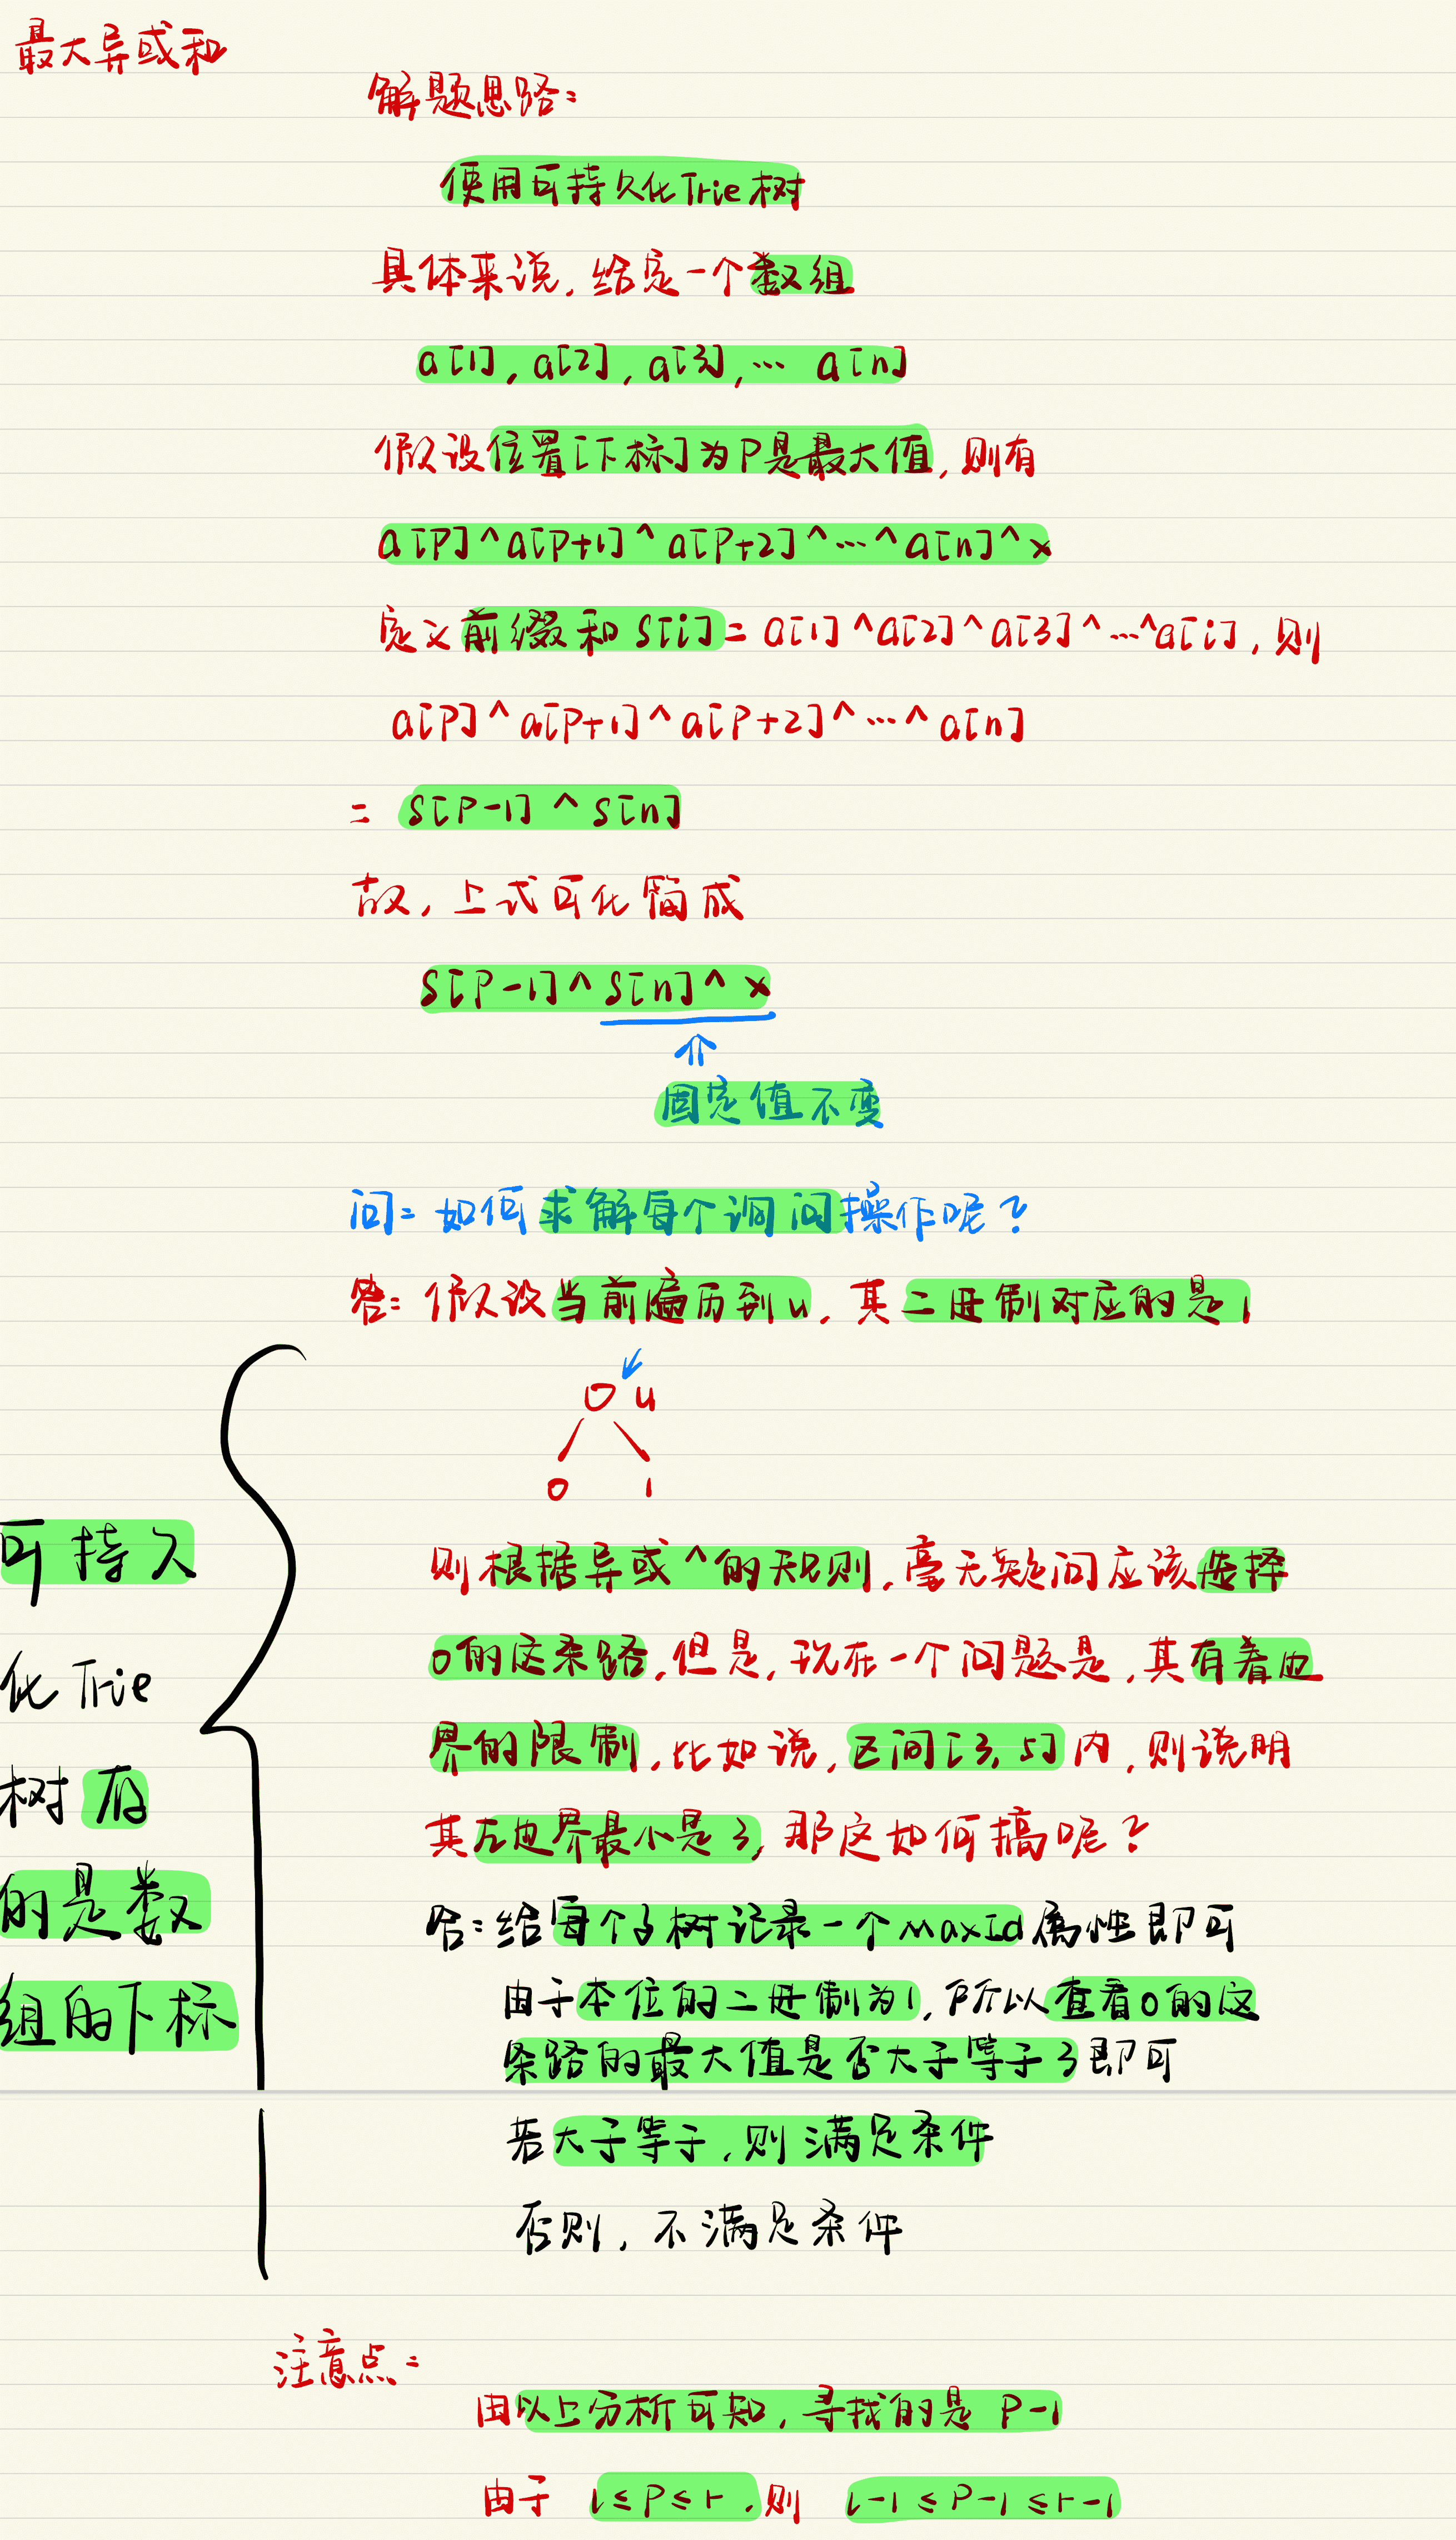 最大异或和
解题思路:
使用可持久化Trie树
具体来说,给定一个数组
a[1], a[2], a[3], … a[n]
假设位置[下标]为P是最大值,则有
a[P]^a[P+1]^a[P+2]^…^a[n]^x
定义前缀和S[i]=a[1]^a[2]^a[3]^…^a[i],则
a[P]^a[P+1]^a[P+2]^…^a[n]
= S[P-1]^S[n]
故,上式可化简成
S[P-1]^S[n]^x
固定值不变
问:如何求解每个询问操作呢?
答:假设当前遍历到u,其二进制对应的是1
O u
0 1
则根据异或^的规则,毫无疑问应该选择
0的这条路,但是,现在一个问题是,其有着边
界的限制,比如说,区间[3,5]内,则说明
其左边界最小是3,那这如何搞呢?
答:给每个子树记录一个maxId属性即可
由于本位的二进制为1,所以查看0的这
条路的最大值是否大于等于3即可
若大于等于,则满足条件
否则,不满足条件
可持久
化Trie
树存
的是数
组的下标
注意点:
由以上分析可知,寻找的是 P-1
由于 l≤P≤r,则 l-1≤P-1≤r-1